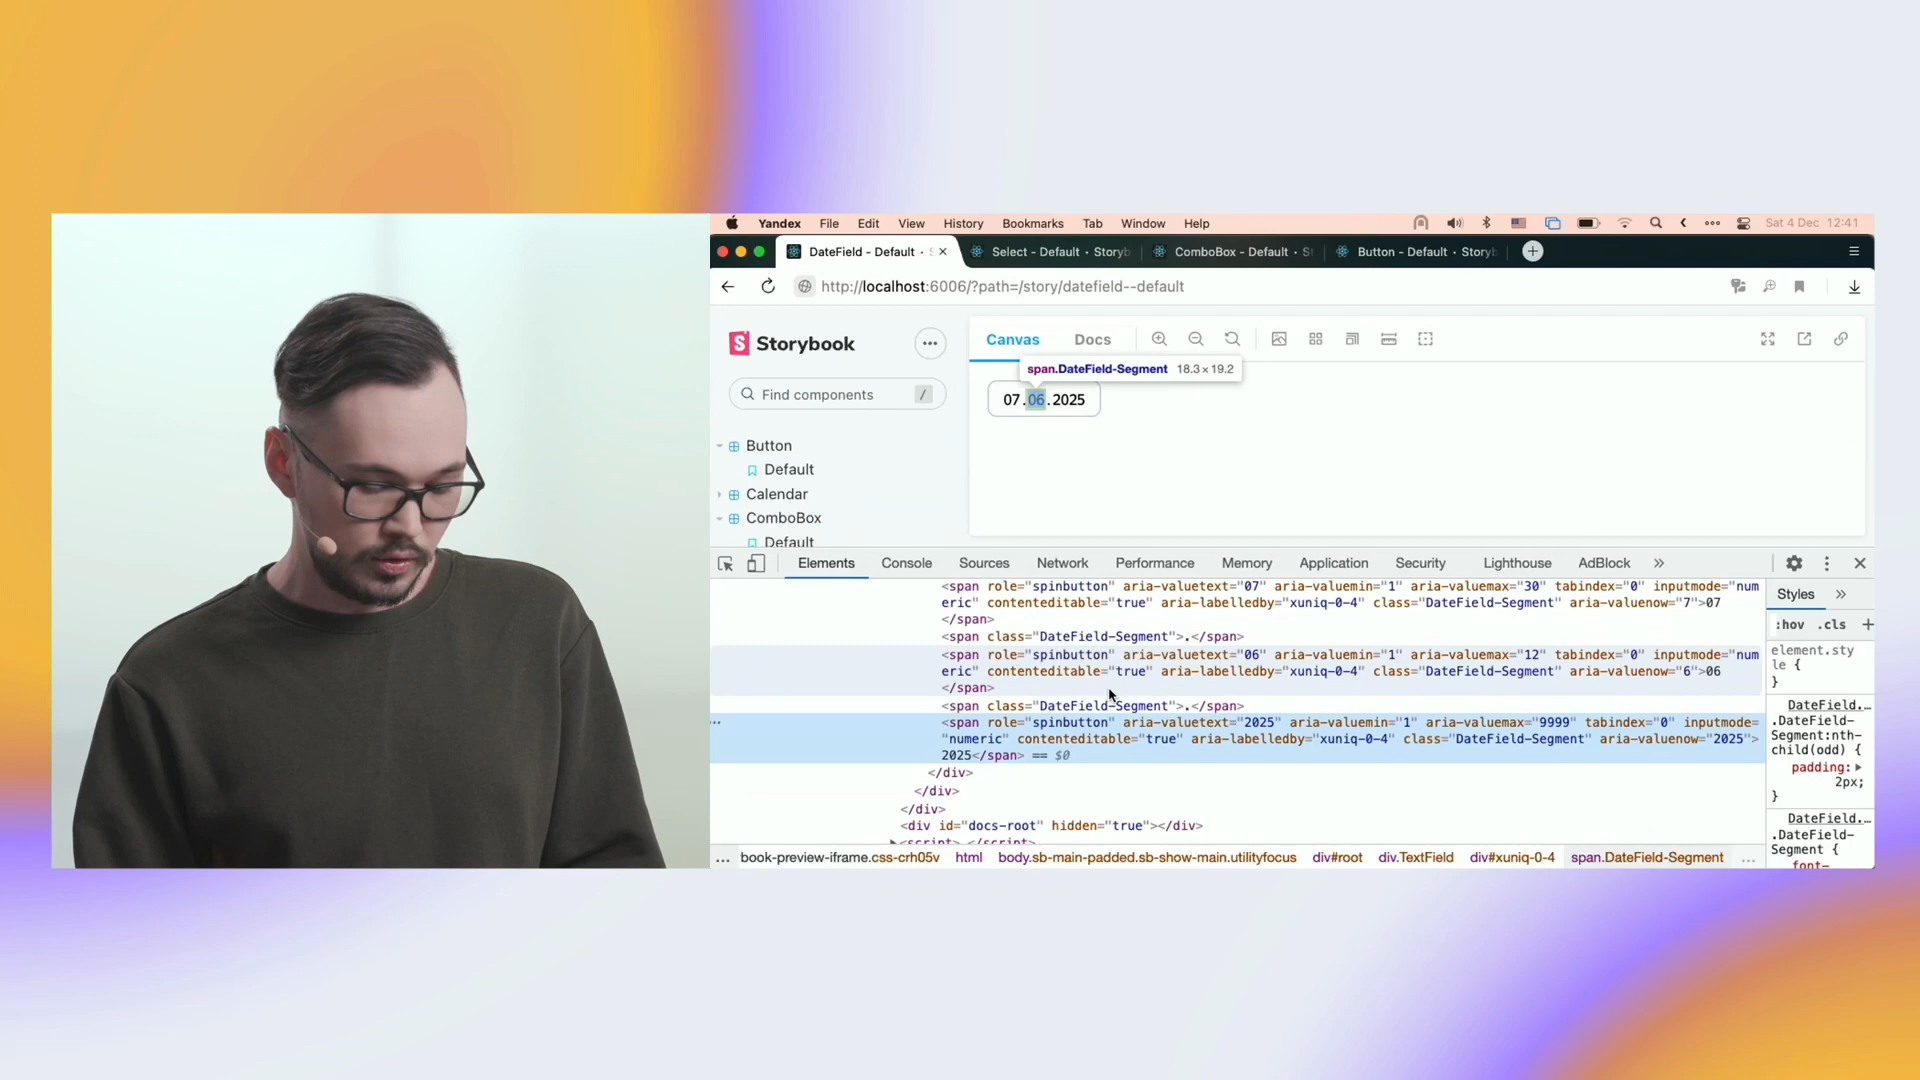 Yandex File Edit View History Bookmarks Tab Window Help Sat 4 Dec 12:41
DateField - Default · S Select - Default · Storyb ComboBox - Default · St Button - Default · Storyb
http://localhost:6006/?path=/story/datefield--default
Storybook
Canvas Docs
span.DateField-Segment 18.3×19.2
Find components /
07.06.2025
Button
Default
Calendar
ComboBox
Default
Elements Console Sources Network Performance Memory Application Security Lighthouse AdBlock »
<span role="spinbutton" aria-valuetext="07" aria-valuemin="1" aria-valuemax="30" tabindex="0" inputmode="num
eric" contenteditable="true" aria-labelledby="xuniq-0-4" class="DateField-Segment" aria-valuenow="7">07
</span>
<span class="DateField-Segment">.</span>
<span role="spinbutton" aria-valuetext="06" aria-valuemin="1" aria-valuemax="12" tabindex="0" inputmode="num
eric" contenteditable="true" aria-labelledby="xuniq-0-4" class="DateField-Segment" aria-valuenow="6">06
</span>
<span class="DateField-Segment">.</span>
<span role="spinbutton" aria-valuetext="2025" aria-valuemin="1" aria-valuemax="9999" tabindex="0" inputmode=
"numeric" contenteditable="true" aria-labelledby="xuniq-0-4" class="DateField-Segment" aria-valuenow="2025">
2025</span> == $0
</div>
</div>
</div>
<div id="docs-root" hidden="true"></div>
<script> </script>
Styles »
:hov .cls +
element.sty
le {
}
DateField.…
.DateField-
Segment:nth-
child(odd) {
padding:
2px;
}
DateField.…
.DateField-
Segment {
font-
… book-preview-iframe.css-crh05v html body.sb-main-padded.sb-show-main.utilityfocus div#root div.TextField div#xuniq-0-4 span.DateField-Segment …